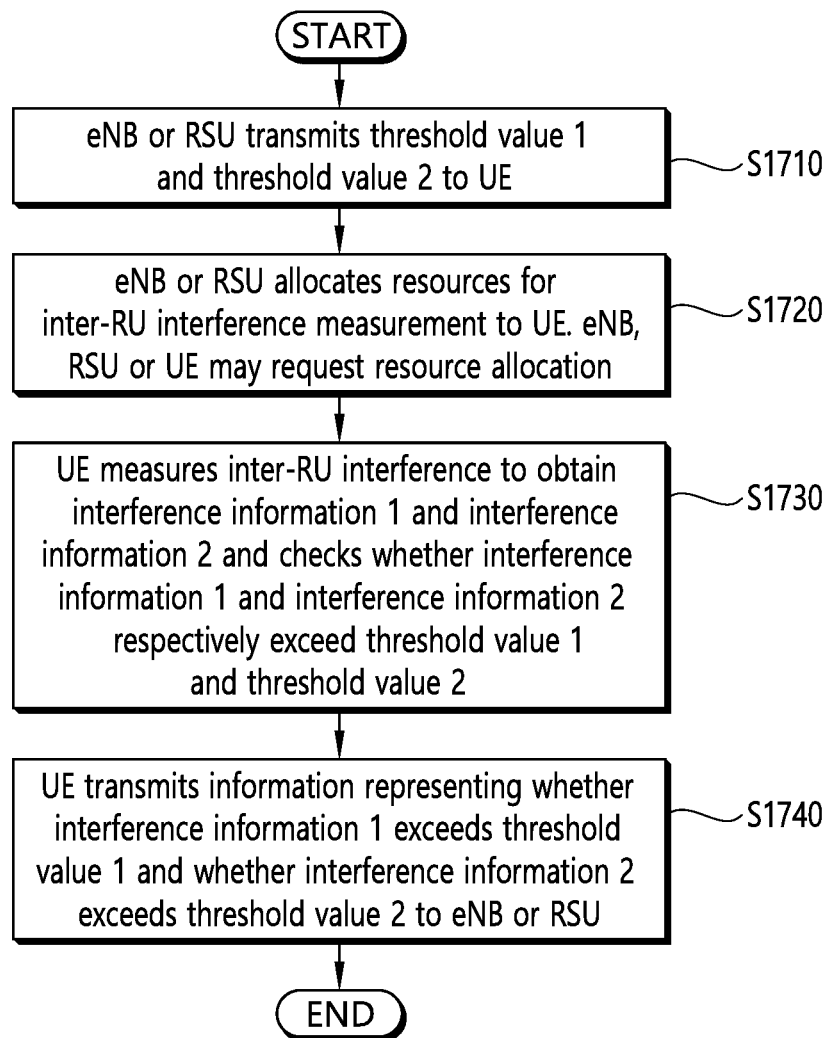 START
eNB or RSU transmits threshold value 1
and threshold value 2 to UE
S1710
eNB or RSU allocates resources for
inter-RU interference measurement to UE. eNB,
RSU or UE may request resource allocation
S1720
UE measures inter-RU interference to obtain
interference information 1 and interference
information 2 and checks whether interference
information 1 and interference information 2
respectively exceed threshold value 1
and threshold value 2
S1730
UE transmits information representing whether
interference information 1 exceeds threshold
value 1 and whether interference information 2
exceeds threshold value 2 to eNB or RSU
S1740
END